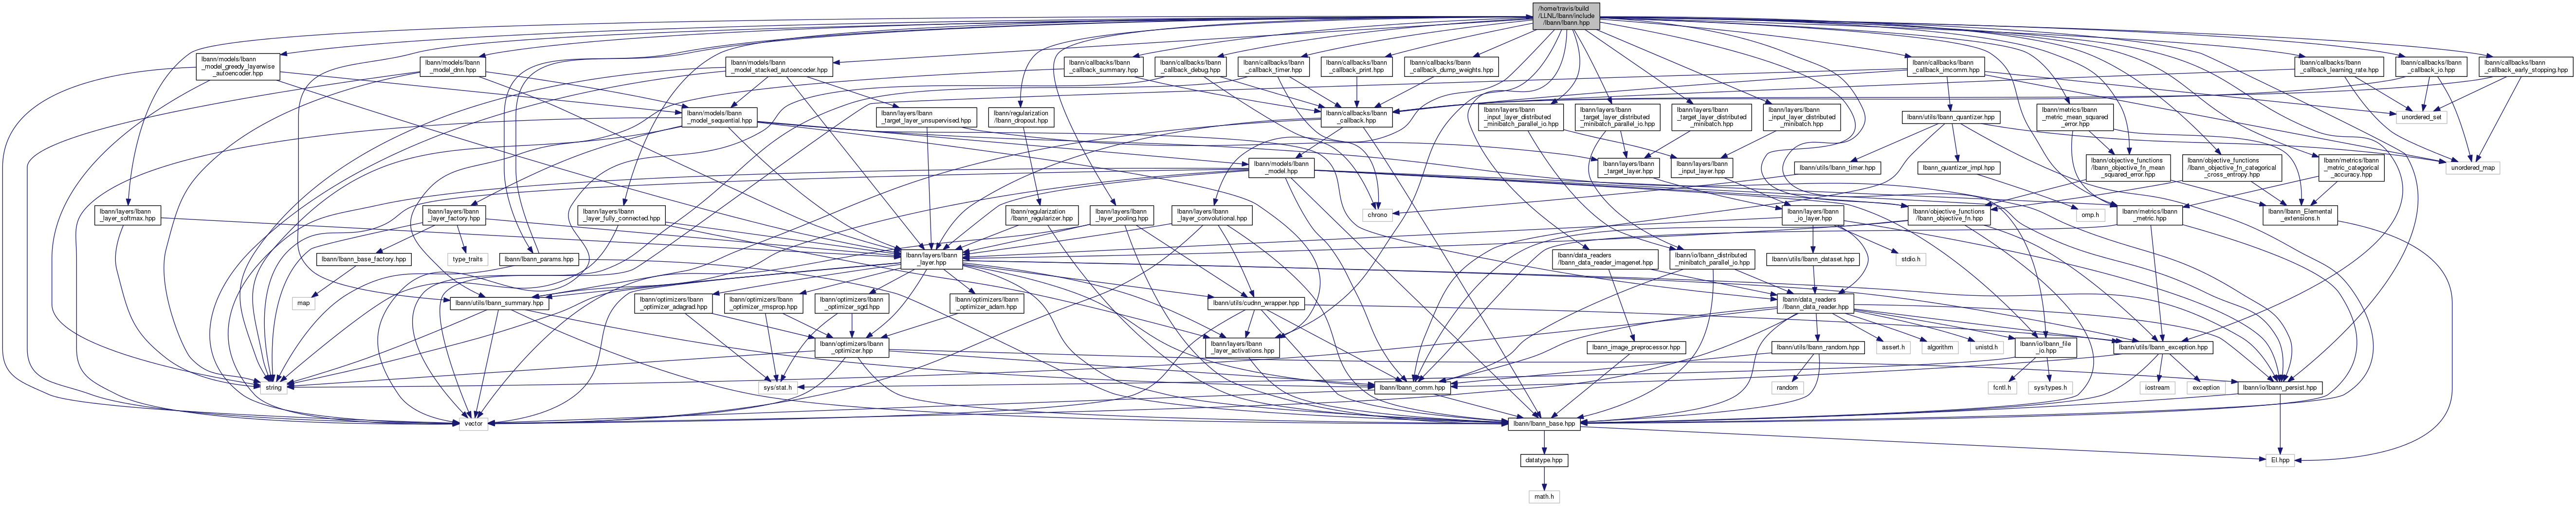 /home/travis/build
/LLNL/lbann/include
/lbann/lbann.hpp
lbann/models/lbann
_model_greedy_layerwise
_autoencoder.hpp
lbann/models/lbann
_model_dnn.hpp
lbann/models/lbann
_model_stacked_autoencoder.hpp
lbann/callbacks/lbann
_callback_summary.hpp
lbann/callbacks/lbann
_callback_debug.hpp
lbann/callbacks/lbann
_callback_timer.hpp
lbann/callbacks/lbann
_callback_print.hpp
lbann/callbacks/lbann
_callback_dump_weights.hpp
lbann/callbacks/lbann
_callback_imcomm.hpp
lbann/callbacks/lbann
_callback_learning_rate.hpp
lbann/callbacks/lbann
_callback_io.hpp
lbann/callbacks/lbann
_callback_early_stopping.hpp
lbann/models/lbann
_model_sequential.hpp
lbann/layers/lbann
_target_layer_unsupervised.hpp
lbann/regularization
/lbann_dropout.hpp
lbann/callbacks/lbann
_callback.hpp
lbann/layers/lbann
_input_layer_distributed
_minibatch_parallel_io.hpp
lbann/layers/lbann
_target_layer_distributed
_minibatch_parallel_io.hpp
lbann/layers/lbann
_target_layer_distributed
_minibatch.hpp
lbann/layers/lbann
_input_layer_distributed
_minibatch.hpp
lbann/utils/lbann_quantizer.hpp
lbann/metrics/lbann
_metric_mean_squared
_error.hpp
unordered_set
lbann/models/lbann
_model.hpp
lbann/layers/lbann
_target_layer.hpp
lbann/layers/lbann
_input_layer.hpp
lbann/utils/lbann_timer.hpp
lbann_quantizer_impl.hpp
lbann/objective_functions
/lbann_objective_fn_mean
_squared_error.hpp
lbann/objective_functions
/lbann_objective_fn_categorical
_cross_entropy.hpp
lbann/metrics/lbann
_metric_categorical
_accuracy.hpp
unordered_map
lbann/layers/lbann
_layer_softmax.hpp
lbann/layers/lbann
_layer_factory.hpp
lbann/layers/lbann
_layer_fully_connected.hpp
lbann/regularization
/lbann_regularizer.hpp
lbann/layers/lbann
_layer_pooling.hpp
lbann/layers/lbann
_layer_convolutional.hpp
chrono
lbann/layers/lbann
_io_layer.hpp
lbann/objective_functions
/lbann_objective_fn.hpp
omp.h
lbann/metrics/lbann
_metric.hpp
lbann/lbann_Elemental
_extensions.h
lbann/lbann_base_factory.hpp
type_traits
lbann/lbann_params.hpp
lbann/layers/lbann
_layer.hpp
lbann/data_readers
/lbann_data_reader_imagenet.hpp
lbann/io/lbann_distributed
_minibatch_parallel_io.hpp
lbann/utils/lbann_dataset.hpp
stdio.h
map
lbann/utils/lbann_summary.hpp
lbann/optimizers/lbann
_optimizer_adagrad.hpp
lbann/optimizers/lbann
_optimizer_rmsprop.hpp
lbann/optimizers/lbann
_optimizer_sgd.hpp
lbann/optimizers/lbann
_optimizer_adam.hpp
lbann/utils/cudnn_wrapper.hpp
lbann/data_readers
/lbann_data_reader.hpp
lbann/optimizers/lbann
_optimizer.hpp
lbann/layers/lbann
_layer_activations.hpp
lbann_image_preprocessor.hpp
lbann/utils/lbann_random.hpp
assert.h
algorithm
unistd.h
lbann/io/lbann_file
_io.hpp
lbann/utils/lbann_exception.hpp
string
sys/stat.h
lbann/lbann_comm.hpp
random
fcntl.h
sys/types.h
iostream
exception
lbann/io/lbann_persist.hpp
vector
lbann/lbann_base.hpp
datatype.hpp
El.hpp
math.h